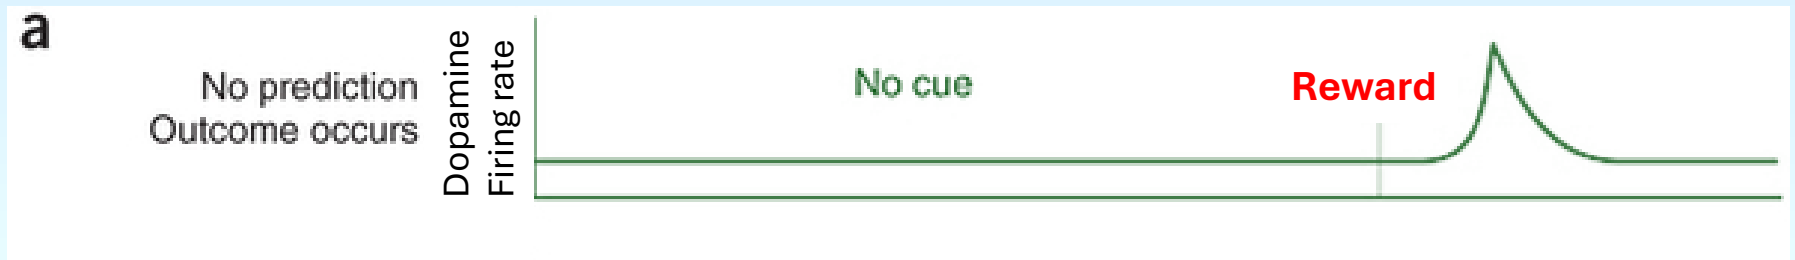 a
No prediction
Outcome occurs
Dopamine
Firing rate
No cue
Reward